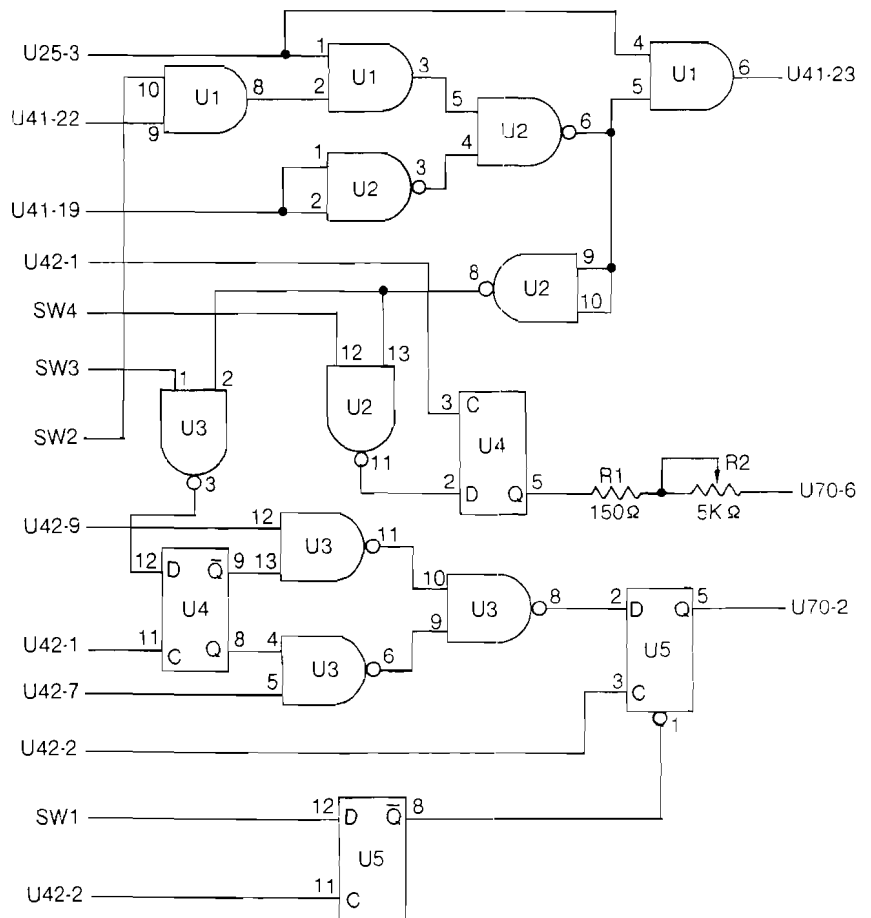 U25-3
1
U1
3
4
U1
6
U41-23
10
U1
8
2
5
U2
6
5
U41-22
9
4
1
U2
3
U41-19
2
U42-1
8
U2
9
10
SW4
12
13
SW3
1
2
U2
3
C
U4
SW2
U3
3
11
2
D
Q
5
R1
150Ω
R2
5KΩ
U70-6
U42-9
12
U3
11
12
D
Q̅
9
13
U4
10
U3
8
2
D
Q
5
U70-2
9
U42-1
11
C
Q
8
4
U3
6
U5
U42-7
5
3
C
U42-2
1
SW1
12
D
Q̅
8
U5
U42-2
11
C